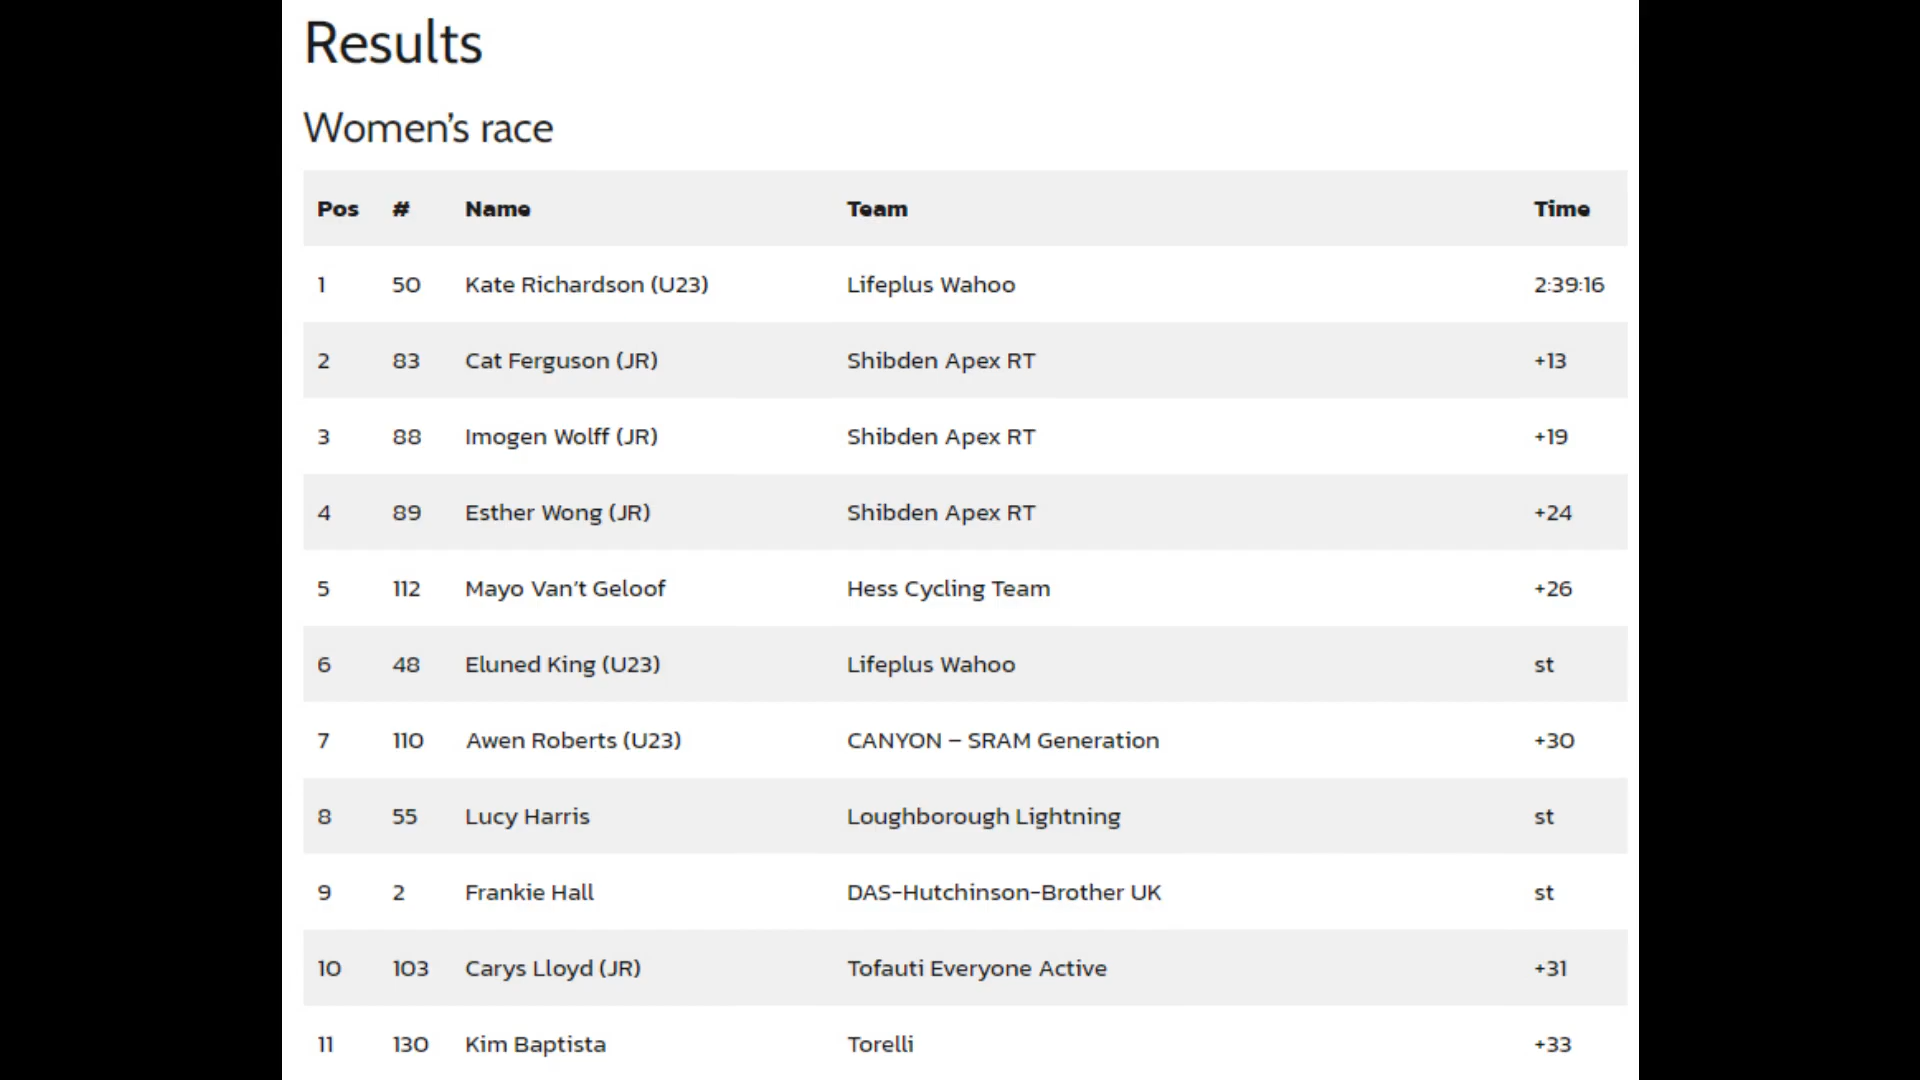 Results
Women's race
Pos # Name Team Time
1 50 Kate Richardson (U23) Lifeplus Wahoo 2:39:16
2 83 Cat Ferguson (JR) Shibden Apex RT +13
3 88 Imogen Wolff (JR) Shibden Apex RT +19
4 89 Esther Wong (JR) Shibden Apex RT +24
5 112 Mayo Van't Geloof Hess Cycling Team +26
6 48 Eluned King (U23) Lifeplus Wahoo st
7 110 Awen Roberts (U23) CANYON – SRAM Generation +30
8 55 Lucy Harris Loughborough Lightning st
9 2 Frankie Hall DAS-Hutchinson-Brother UK st
10 103 Carys Lloyd (JR) Tofauti Everyone Active +31
11 130 Kim Baptista Torelli +33